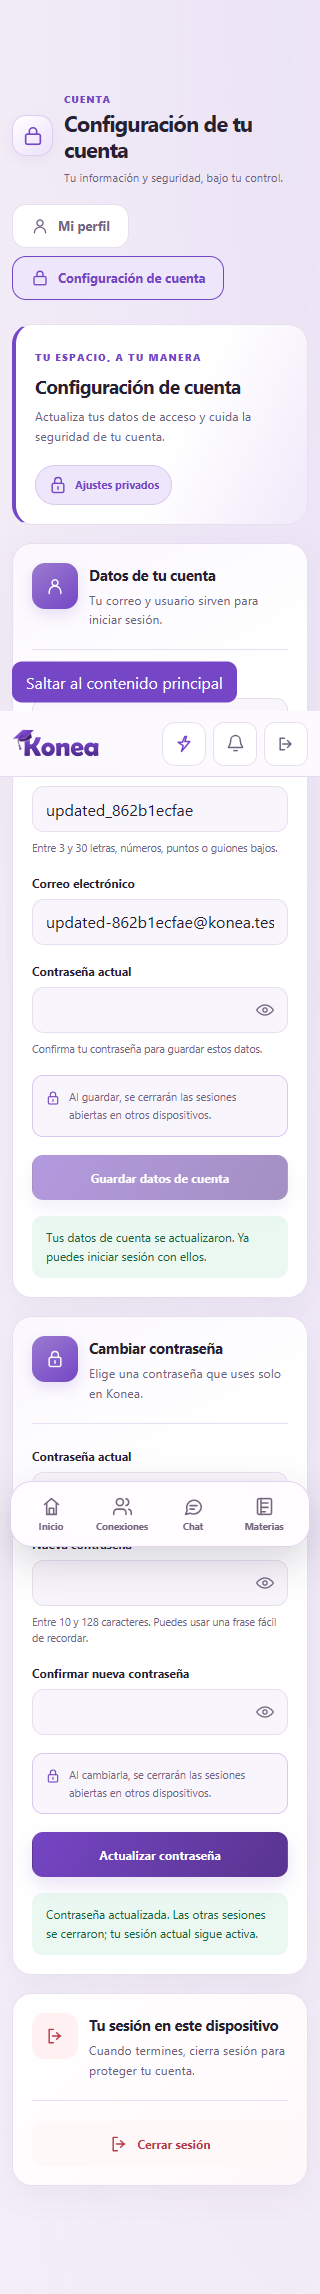 CUENTA
Configuración de tu
cuenta
Tu información y seguridad, bajo tu control.
Mi perfil
Configuración de cuenta
TU ESPACIO, A TU MANERA
Configuración de cuenta
Actualiza tus datos de acceso y cuida la
seguridad de tu cuenta.
Ajustes privados
Datos de tu cuenta
Tu correo y usuario sirven para
iniciar sesión.
Saltar al contenido principal
Konea
updated_862b1ecfae
Entre 3 y 30 letras, números, puntos o guiones bajos.
Correo electrónico
updated-862b1ecfae@konea.tes
Contraseña actual
Confirma tu contraseña para guardar estos datos.
Al guardar, se cerrarán las sesiones
abiertas en otros dispositivos.
Guardar datos de cuenta
Tus datos de cuenta se actualizaron. Ya
puedes iniciar sesión con ellos.
Cambiar contraseña
Elige una contraseña que uses solo
en Konea.
Contraseña actual
Inicio
Conexiones
Chat
Materias
Nueva contraseña
Entre 10 y 128 caracteres. Puedes usar una frase fácil
de recordar.
Confirmar nueva contraseña
Al cambiarla, se cerrarán las sesiones
abiertas en otros dispositivos.
Actualizar contraseña
Contraseña actualizada. Las otras sesiones
se cerraron; tu sesión actual sigue activa.
Tu sesión en este dispositivo
Cuando termines, cierra sesión para
proteger tu cuenta.
Cerrar sesión